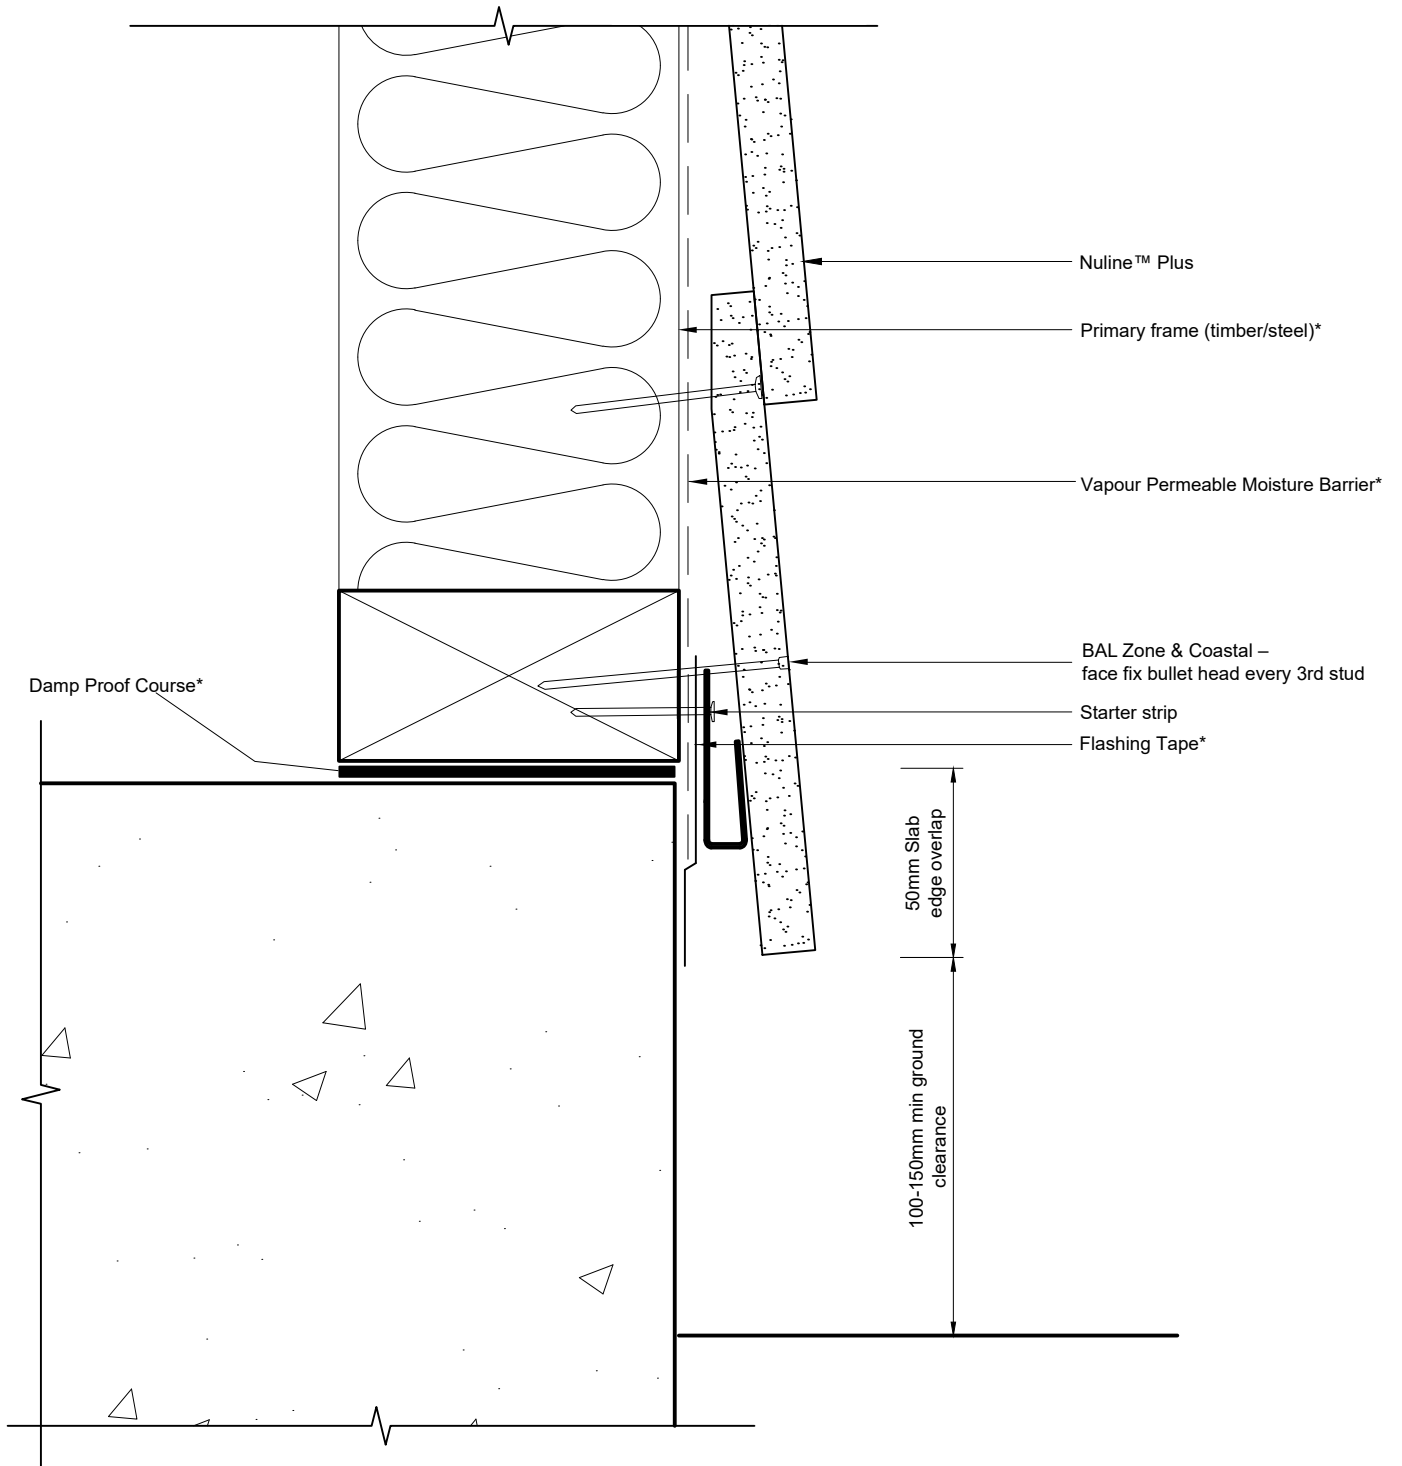 Nuline™ Plus
Primary frame (timber/steel)*
Vapour Permeable Moisture Barrier*
BAL Zone & Coastal –
face fix bullet head every 3rd stud
Damp Proof Course*
Starter strip
Flashing Tape*
50mm Slab
edge overlap
100-150mm min ground
clearance